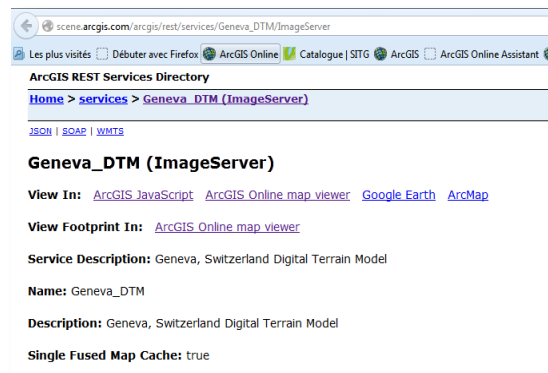 scene.arcgis.com/arcgis/rest/services/Geneva_DTM/ImageServer
Les plus visités Débuter avec Firefox ArcGIS Online Catalogue | SITG ArcGIS ArcGIS Online Assistant
ArcGIS REST Services Directory
Home > services > Geneva_DTM (ImageServer)
JSON | SOAP | WMTS
Geneva_DTM (ImageServer)
View In: ArcGIS JavaScript ArcGIS Online map viewer Google Earth ArcMap
View Footprint In: ArcGIS Online map viewer
Service Description: Geneva, Switzerland Digital Terrain Model
Name: Geneva_DTM
Description: Geneva, Switzerland Digital Terrain Model
Single Fused Map Cache: true